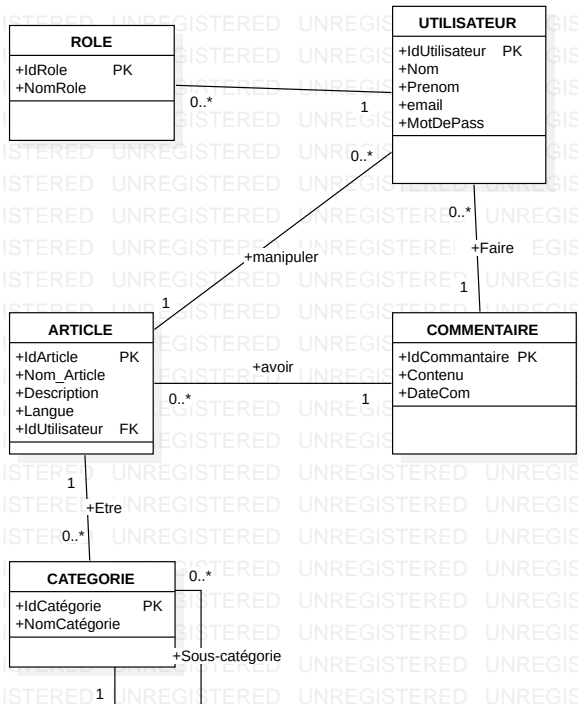 ROLE
+IdRole PK
+NomRole
UTILISATEUR
+IdUtilisateur PK
+Nom
+Prenom
+email
+MotDePass
0..*
1
0..*
0..*
+manipuler
+Faire
1
1
ARTICLE
+IdArticle PK
+Nom_Article
+Description
+Langue
+IdUtilisateur FK
+avoir
0..*
1
COMMENTAIRE
+IdCommantaire PK
+Contenu
+DateCom
1
+Etre
0..*
CATEGORIE
+IdCatégorie PK
+NomCatégorie
0..*
+Sous-catégorie
1
UNREGISTERED